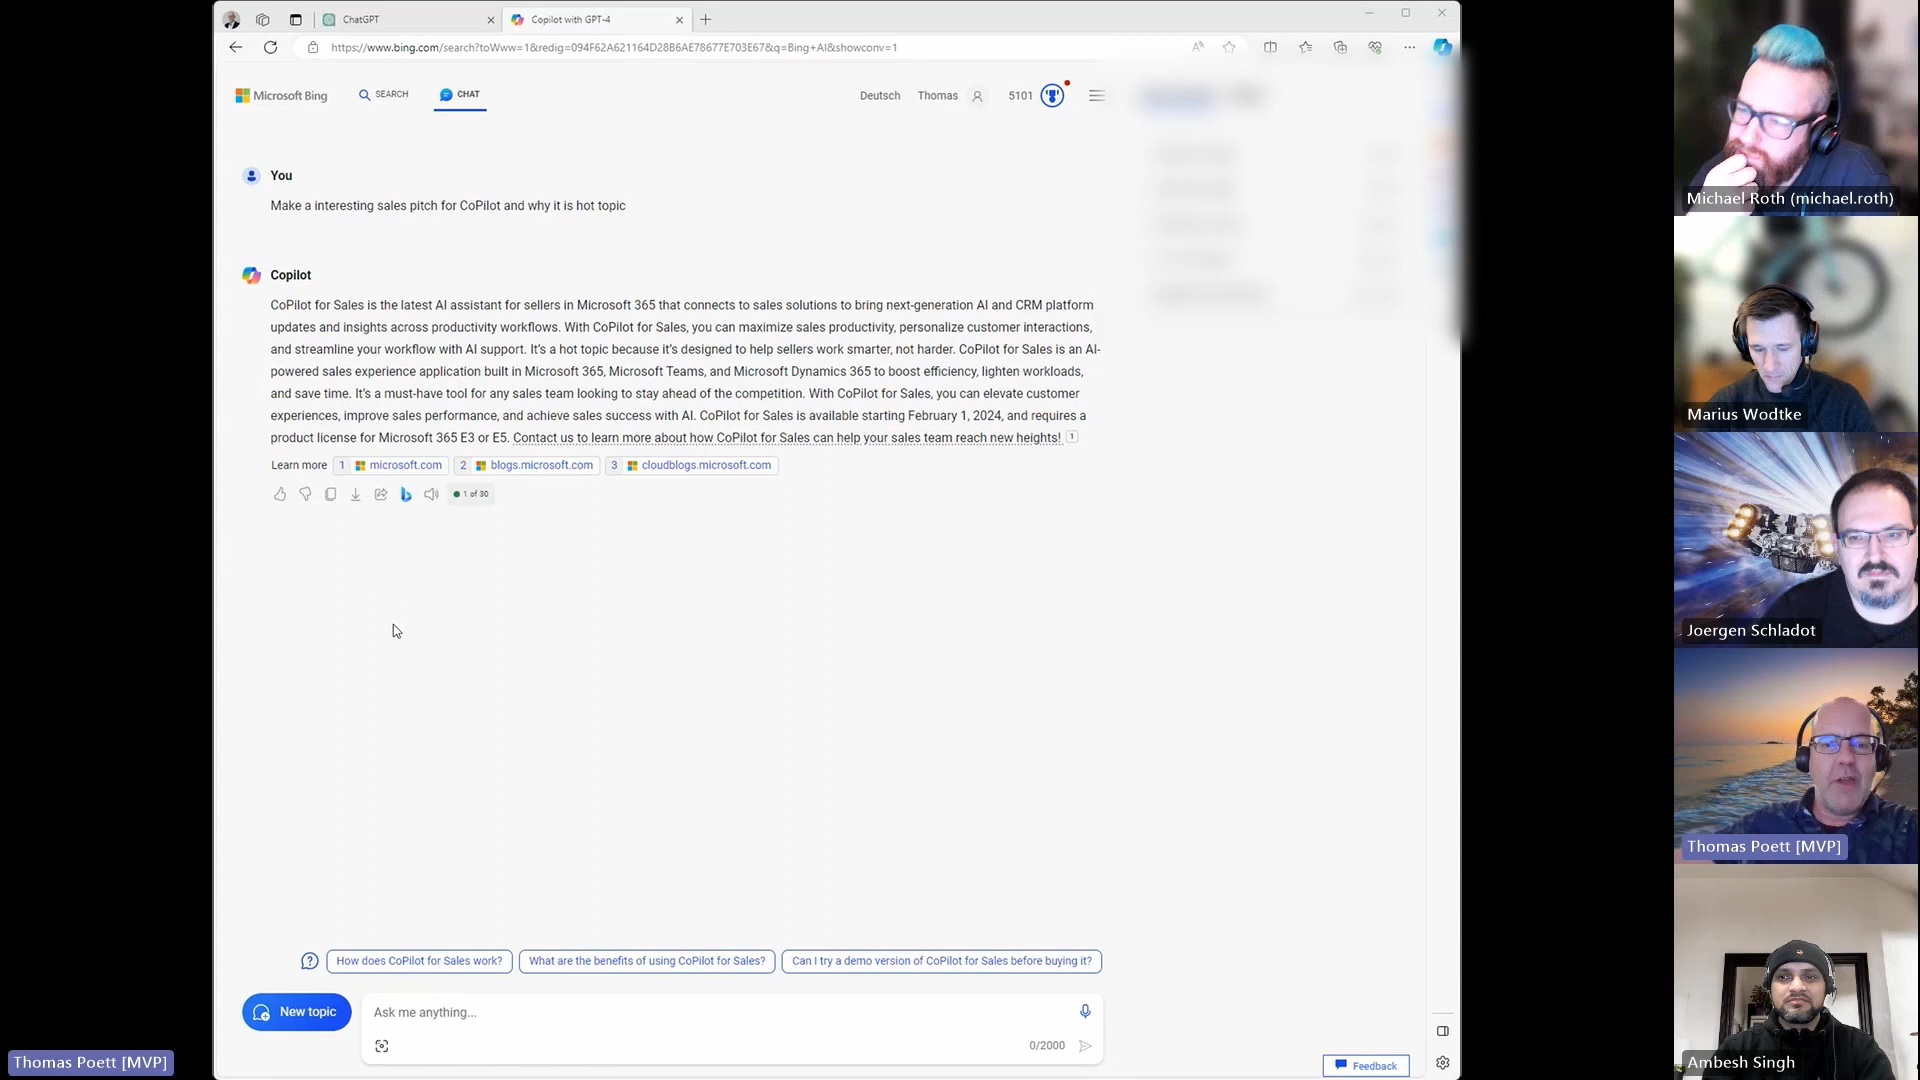 ChatGPT
Copilot with GPT-4
https://www.bing.com/search?toWww=1&redig=094F62A621164D28B6AE78677E703E67&q=Bing+AI&showconv=1
Microsoft Bing
SEARCH
CHAT
Deutsch
Thomas
5101
You
Make a interesting sales pitch for CoPilot and why it is hot topic
Copilot
CoPilot for Sales is the latest AI assistant for sellers in Microsoft 365 that connects to sales solutions to bring next-generation AI and CRM platform
updates and insights across productivity workflows. With CoPilot for Sales, you can maximize sales productivity, personalize customer interactions,
and streamline your workflow with AI support. It's a hot topic because it's designed to help sellers work smarter, not harder. CoPilot for Sales is an AI-
powered sales experience application built in Microsoft 365, Microsoft Teams, and Microsoft Dynamics 365 to boost efficiency, lighten workloads,
and save time. It's a must-have tool for any sales team looking to stay ahead of the competition. With CoPilot for Sales, you can elevate customer
experiences, improve sales performance, and achieve sales success with AI. CoPilot for Sales is available starting February 1, 2024, and requires a
product license for Microsoft 365 E3 or E5. Contact us to learn more about how CoPilot for Sales can help your sales team reach new heights! 1
Learn more 1 microsoft.com 2 blogs.microsoft.com 3 cloudblogs.microsoft.com
1 of 30
How does CoPilot for Sales work?
What are the benefits of using CoPilot for Sales?
Can I try a demo version of CoPilot for Sales before buying it?
New topic
Ask me anything...
0/2000
Feedback
Thomas Poett [MVP]
Michael Roth (michael.roth)
Marius Wodtke
Joergen Schladot
Thomas Poett [MVP]
Ambesh Singh